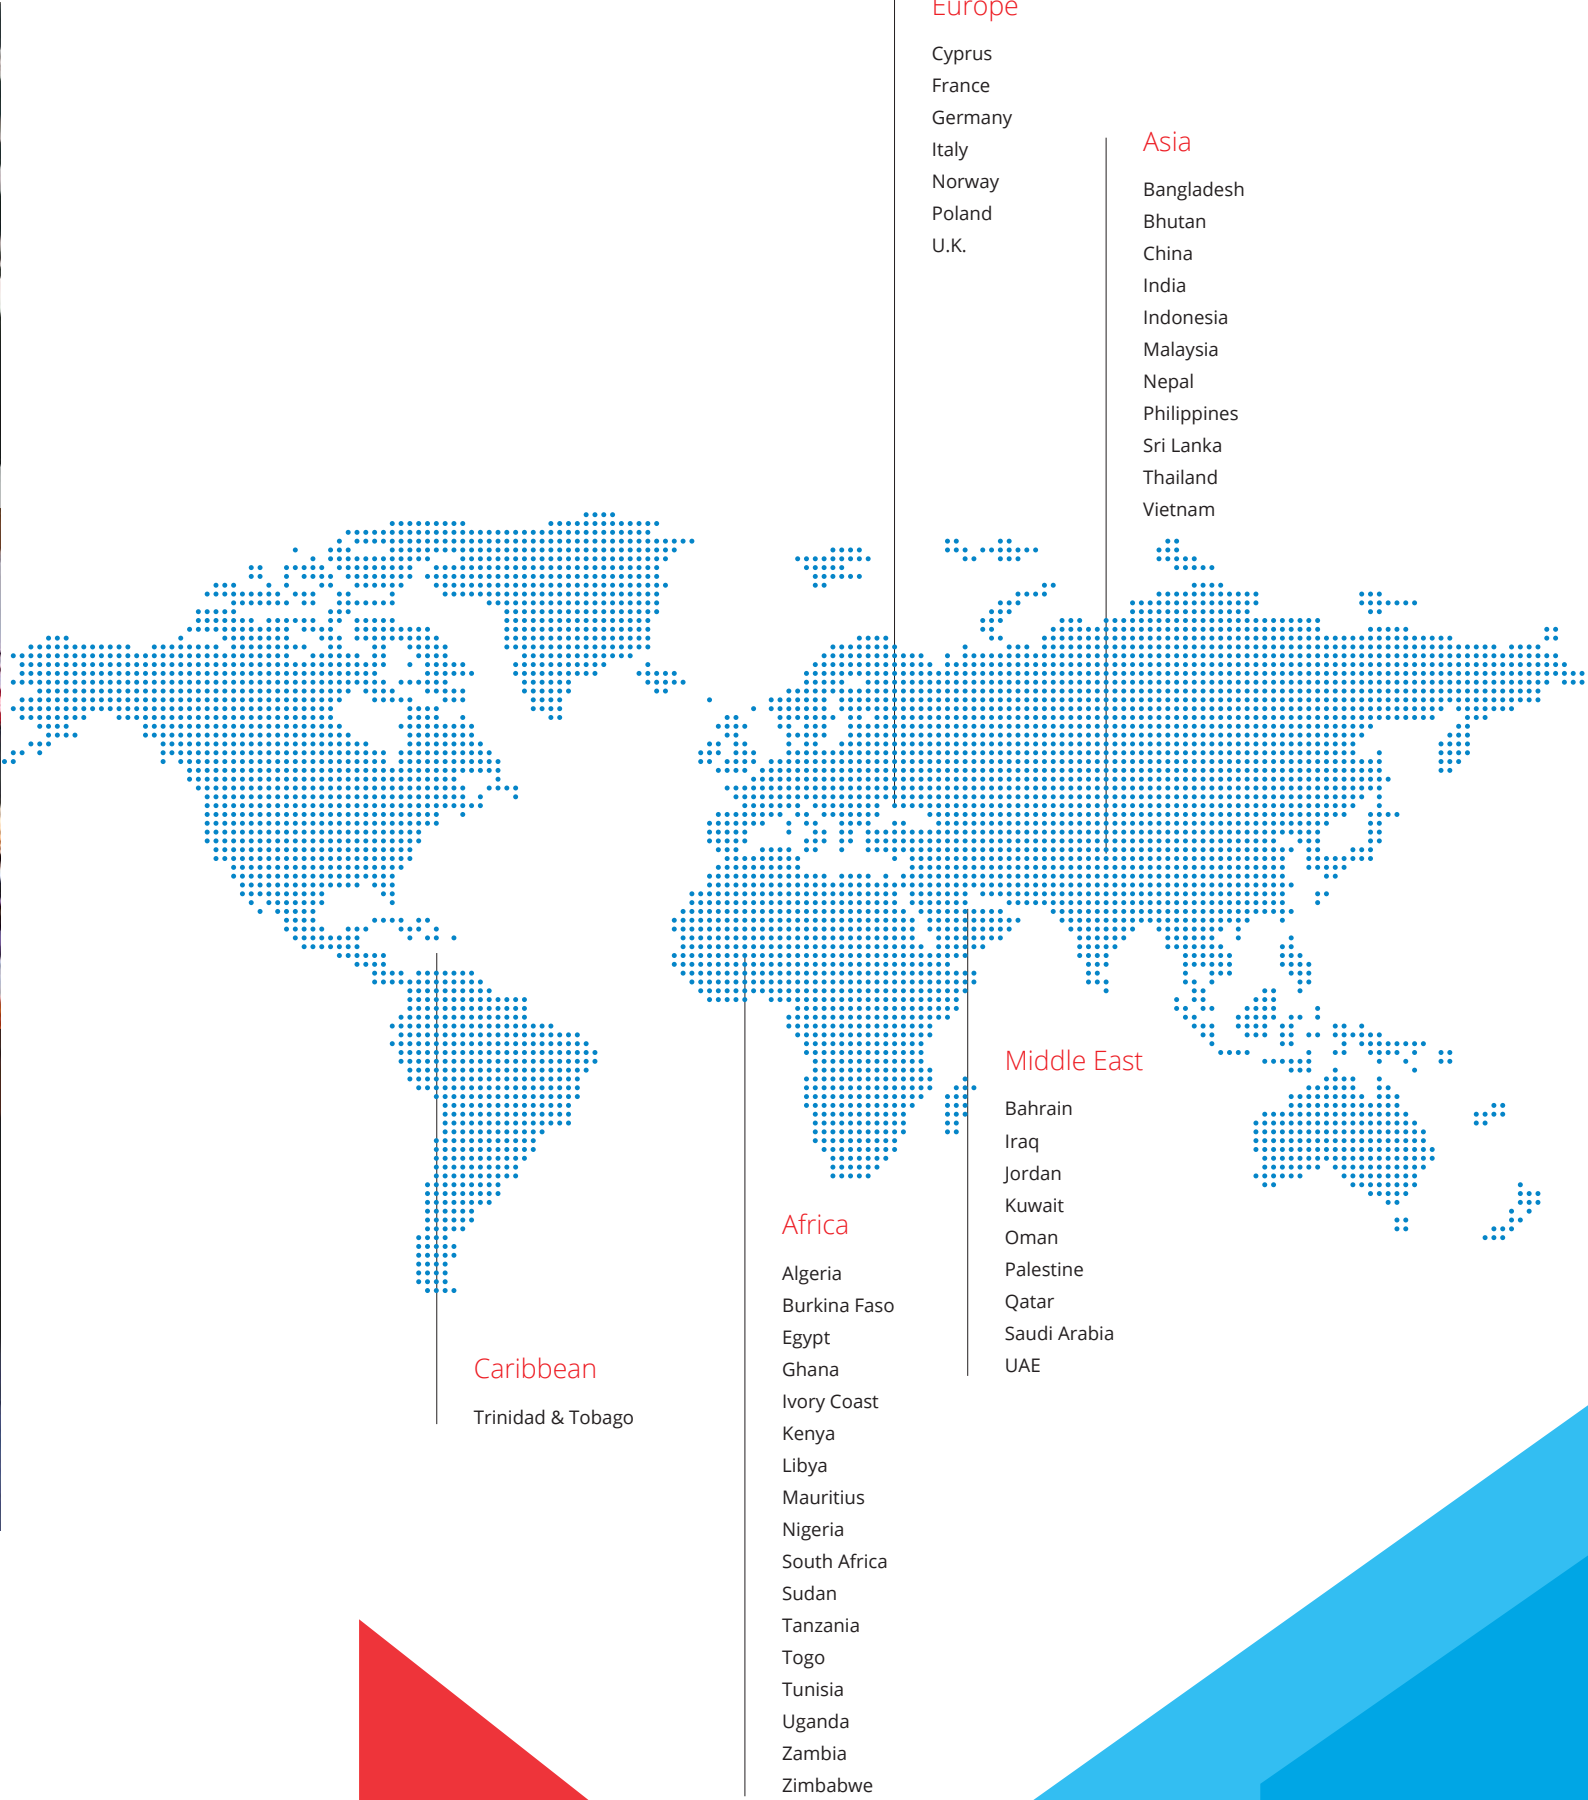 Europe
Cyprus
France
Germany
Italy
Norway
Poland
U.K.
Asia
Bangladesh
Bhutan
China
India
Indonesia
Malaysia
Nepal
Philippines
Sri Lanka
Thailand
Vietnam
Middle East
Bahrain
Iraq
Jordan
Kuwait
Oman
Palestine
Qatar
Saudi Arabia
UAE
Africa
Algeria
Burkina Faso
Egypt
Ghana
Ivory Coast
Kenya
Libya
Mauritius
Nigeria
South Africa
Sudan
Tanzania
Togo
Tunisia
Uganda
Zambia
Zimbabwe
Caribbean
Trinidad & Tobago